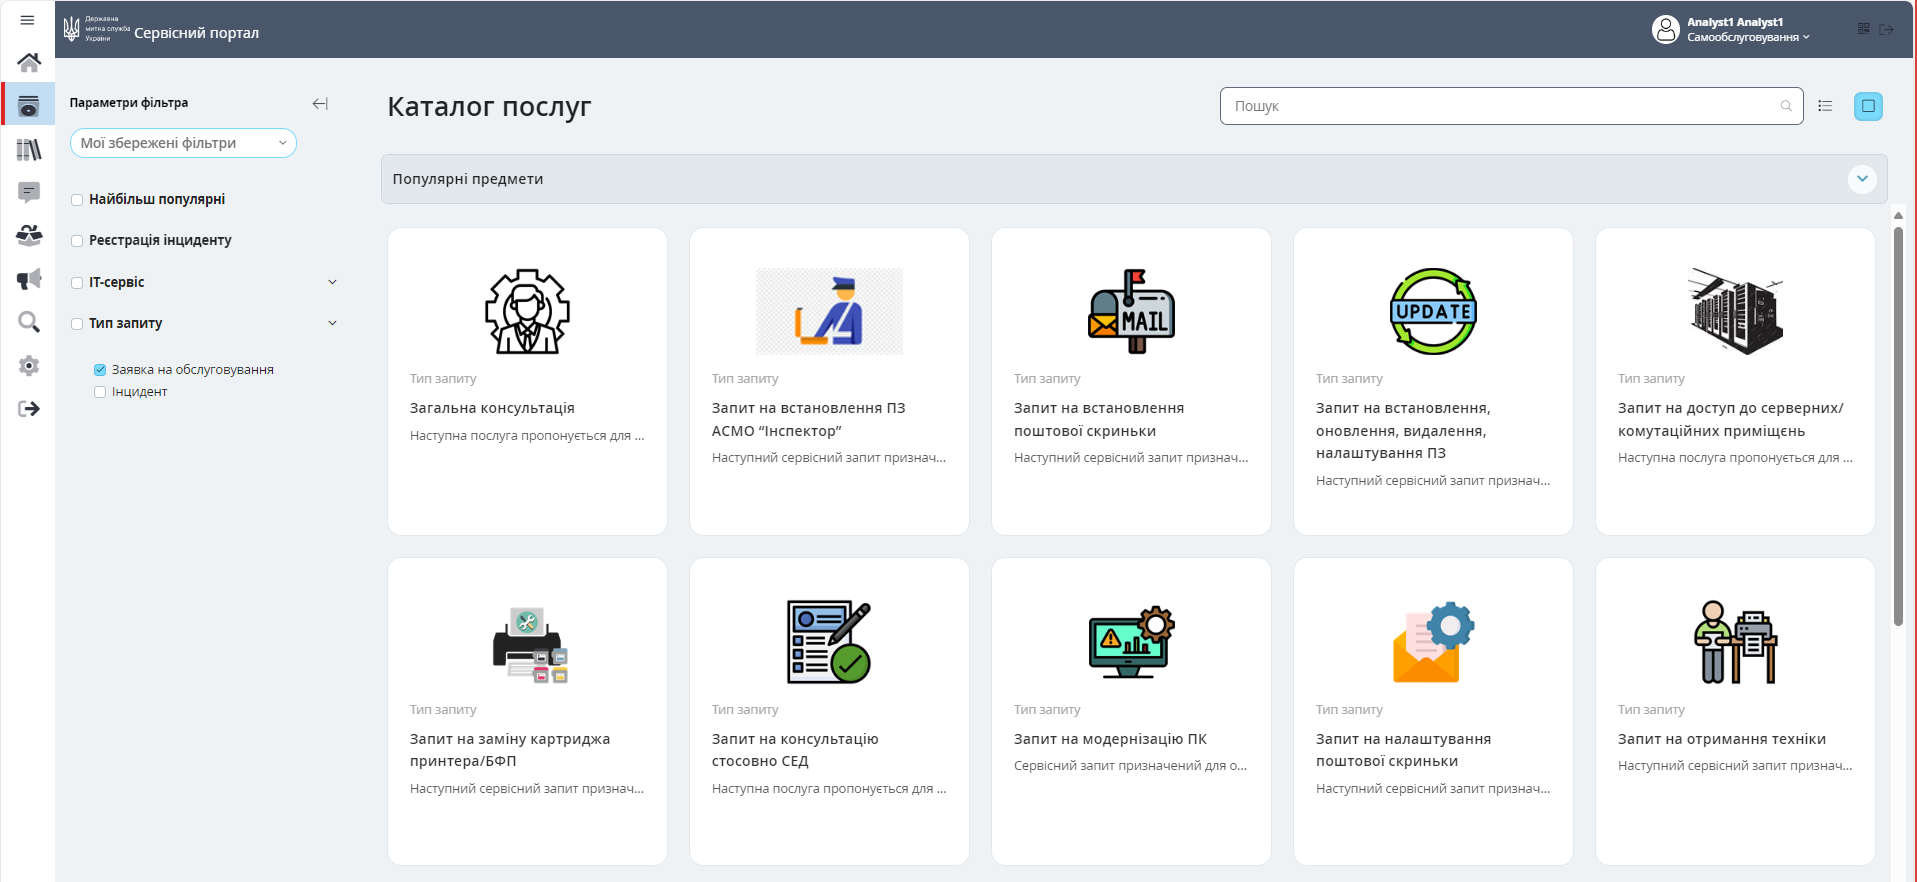 Державна
митна служба
України
Сервісний портал
Analyst1 Analyst1
Самообслуговування
Параметри фільтра
Мої збережені фільтри
Найбільш популярні
Реєстрація інциденту
ІТ-сервіс
Тип запиту
Заявка на обслуговування
Інцидент
Каталог послуг
Пошук
Популярні предмети
Тип запиту
Загальна консультація
Наступна послуга пропонується для ...
Тип запиту
Запит на встановлення ПЗ
АСМО “Інспектор”
Наступний сервісний запит признач...
MAIL
Тип запиту
Запит на встановлення
поштової скриньки
Наступний сервісний запит признач...
UPDATE
Тип запиту
Запит на встановлення,
оновлення, видалення,
налаштування ПЗ
Наступний сервісний запит признач...
Тип запиту
Запит на доступ до серверних/
комутаційних приміщєнь
Наступна послуга пропонується для ...
Тип запиту
Запит на заміну картриджа
принтера/БФП
Наступний сервісний запит признач...
Тип запиту
Запит на консультацію
стосовно СЕД
Наступна послуга пропонується для ...
Тип запиту
Запит на модернізацію ПК
Сервісний запит призначений для о...
Тип запиту
Запит на налаштування
поштової скриньки
Наступний сервісний запит признач...
Тип запиту
Запит на отримання техніки
Наступний сервісний запит признач...